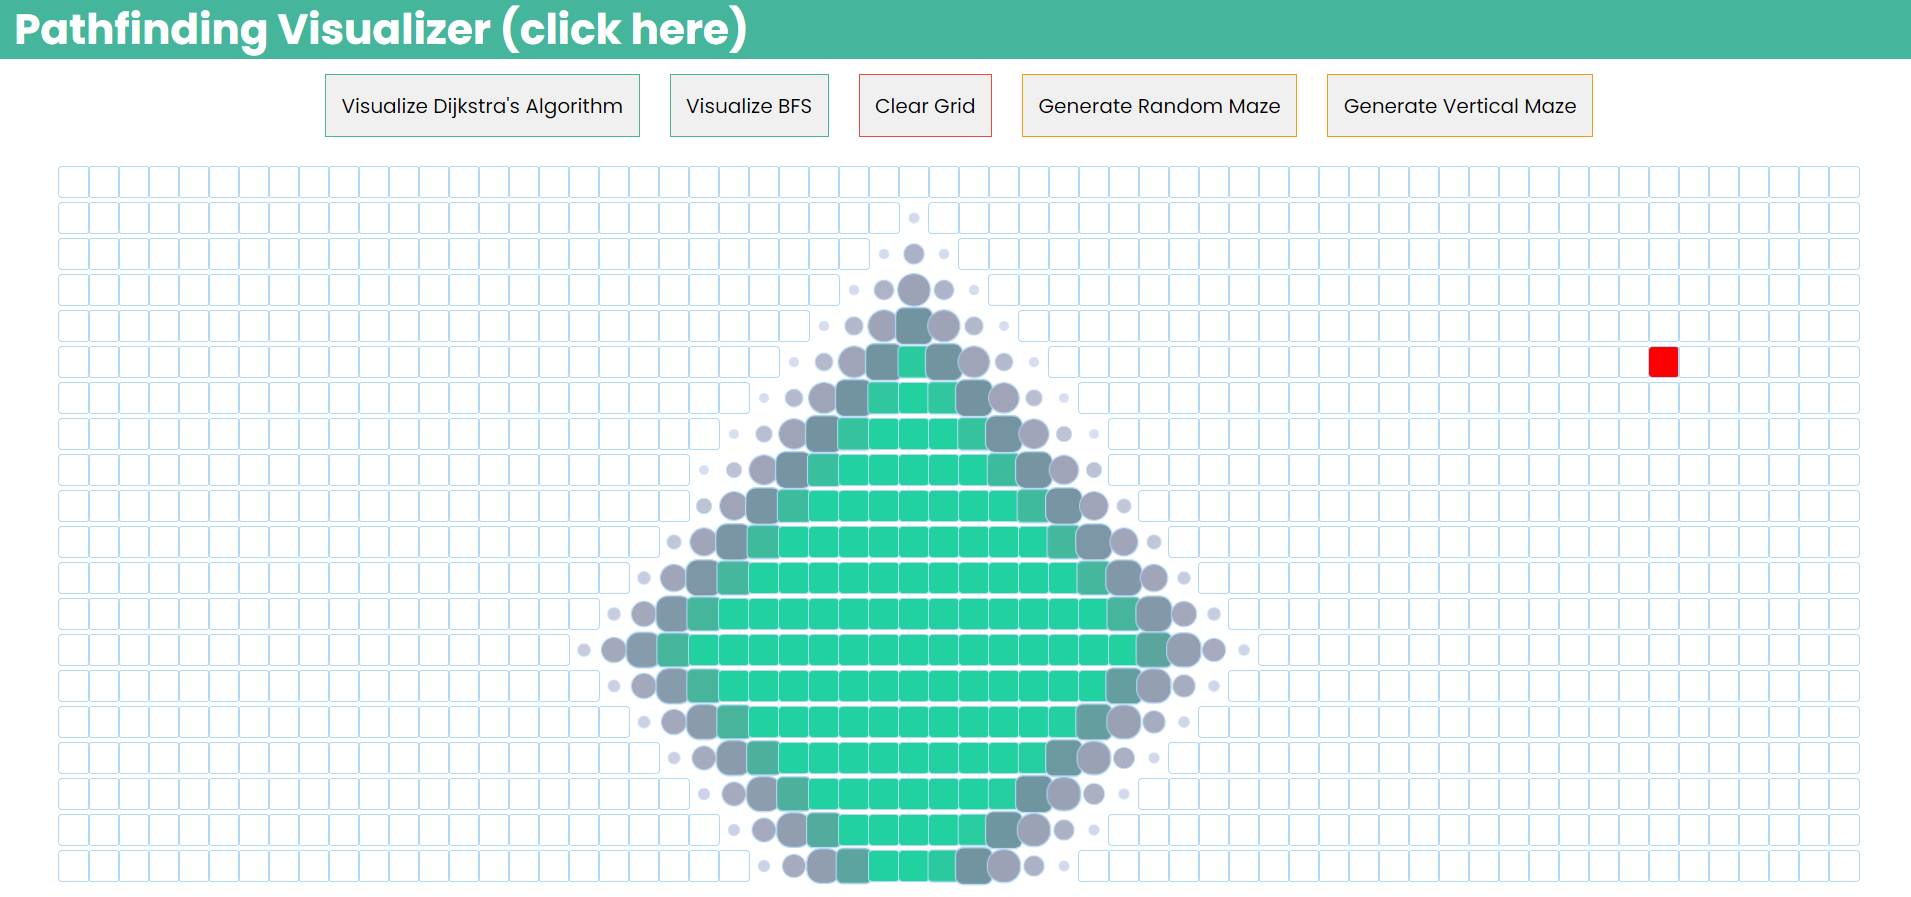 Pathfinding Visualizer (click here)
Visualize Dijkstra's Algorithm
Visualize BFS
Clear Grid
Generate Random Maze
Generate Vertical Maze